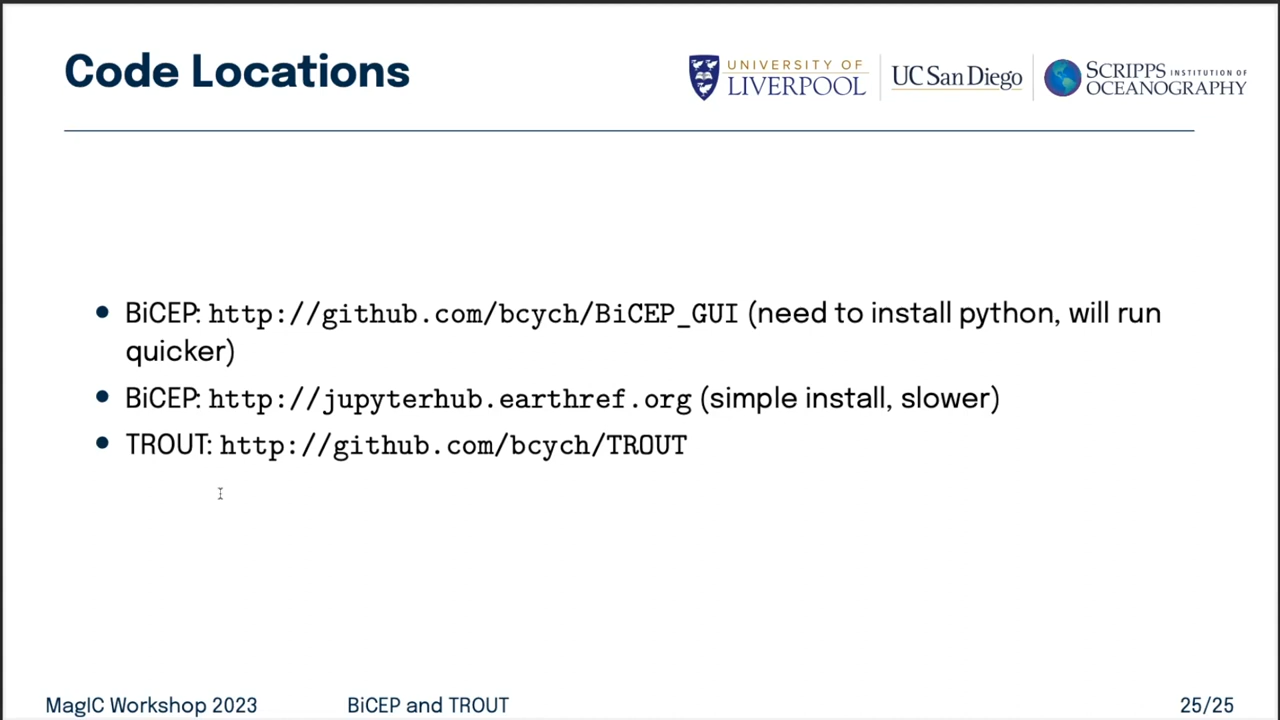 Code Locations
UNIVERSITY OF
LIVERPOOL
UC San Diego
SCRIPPS INSTITUTION OF
OCEANOGRAPHY
• BiCEP: http://github.com/bcych/BiCEP_GUI (need to install python, will run
quicker)
• BiCEP: http://jupyterhub.earthref.org (simple install, slower)
• TROUT: http://github.com/bcych/TROUT
MagIC Workshop 2023
BiCEP and TROUT
25/25